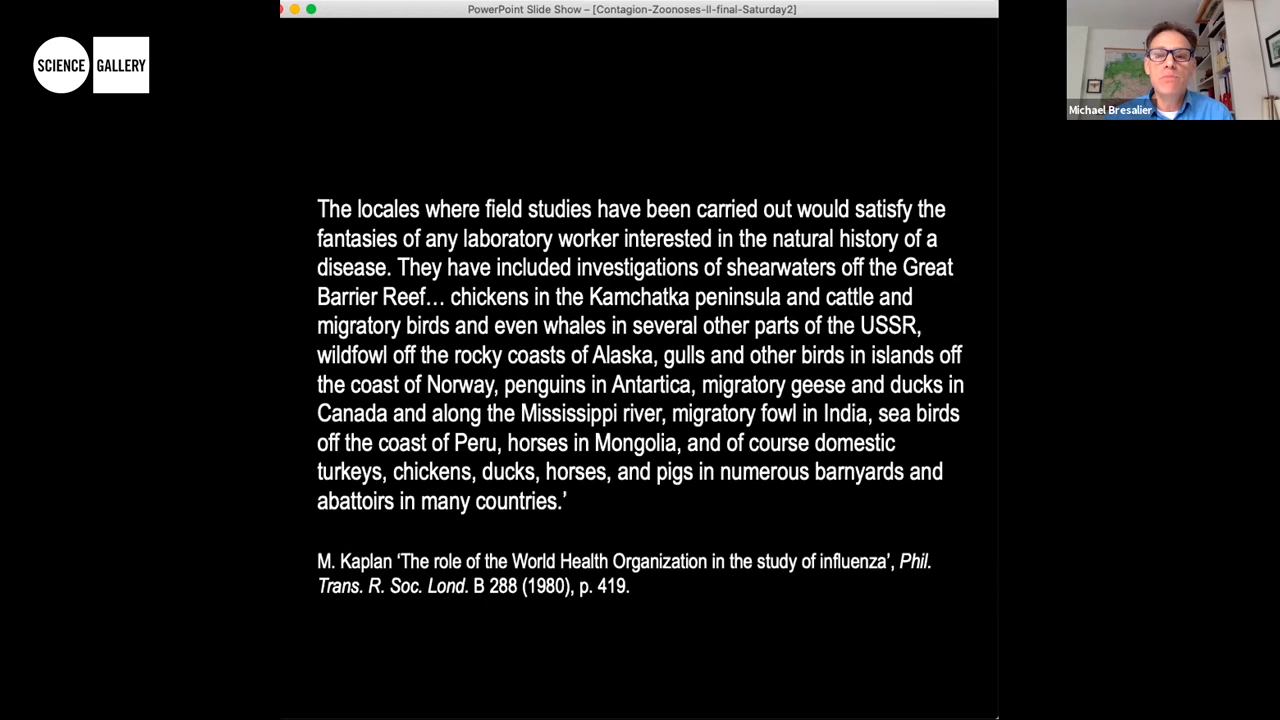 PowerPoint Slide Show – [Contagion-Zoonoses-II-final-Saturday2]
SCIENCE GALLERY
Michael Bresalier
The locales where field studies have been carried out would satisfy the
fantasies of any laboratory worker interested in the natural history of a
disease. They have included investigations of shearwaters off the Great
Barrier Reef… chickens in the Kamchatka peninsula and cattle and
migratory birds and even whales in several other parts of the USSR,
wildfowl off the rocky coasts of Alaska, gulls and other birds in islands off
the coast of Norway, penguins in Antartica, migratory geese and ducks in
Canada and along the Mississippi river, migratory fowl in India, sea birds
off the coast of Peru, horses in Mongolia, and of course domestic
turkeys, chickens, ducks, horses, and pigs in numerous barnyards and
abattoirs in many countries.’
M. Kaplan ‘The role of the World Health Organization in the study of influenza’, Phil.
Trans. R. Soc. Lond. B 288 (1980), p. 419.